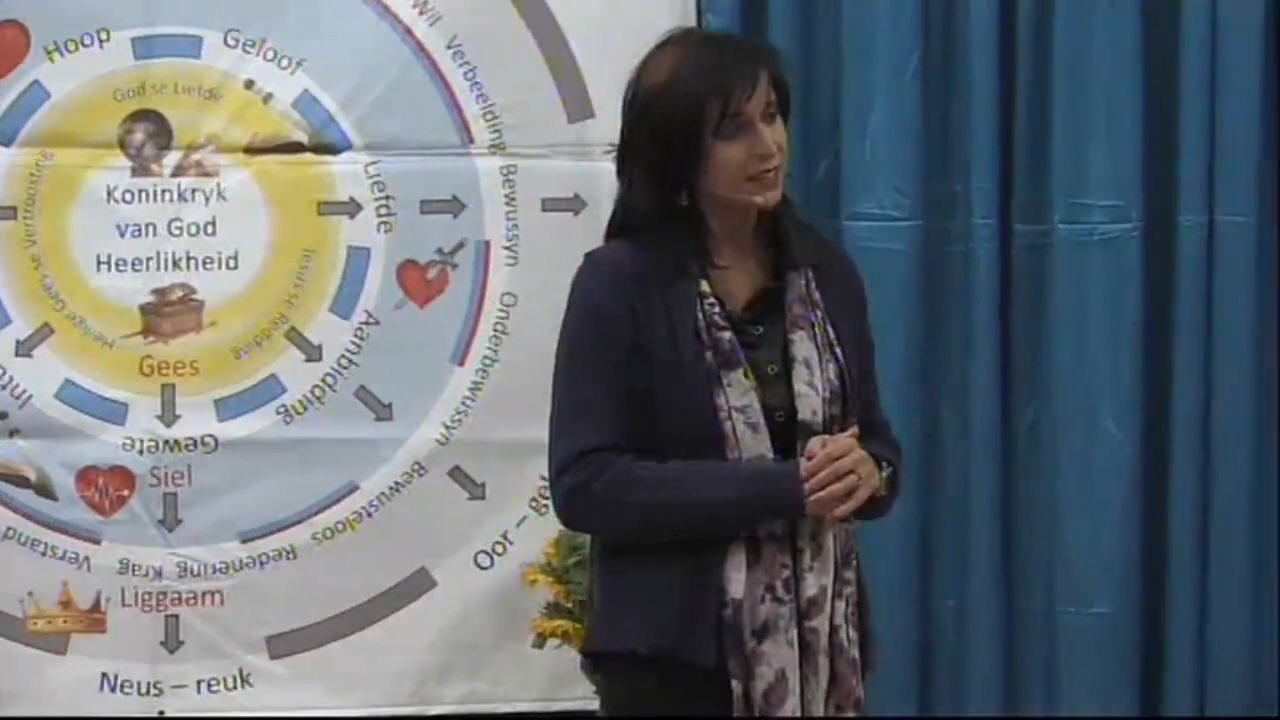 Hoop
Geloof
Wil
Verbeelding
God se Liefde
Koninkryk
van God
Heerlikheid
Heilige Gees se Vertroosting
Jesus se Redding
Liefde
Bewussyn
Onderbewussyn
Gees
Aanbidding
Gewete
Siel
Bewusteloos
Redenering Krag
Verstand
Oor –
Liggaam
Neus – reuk